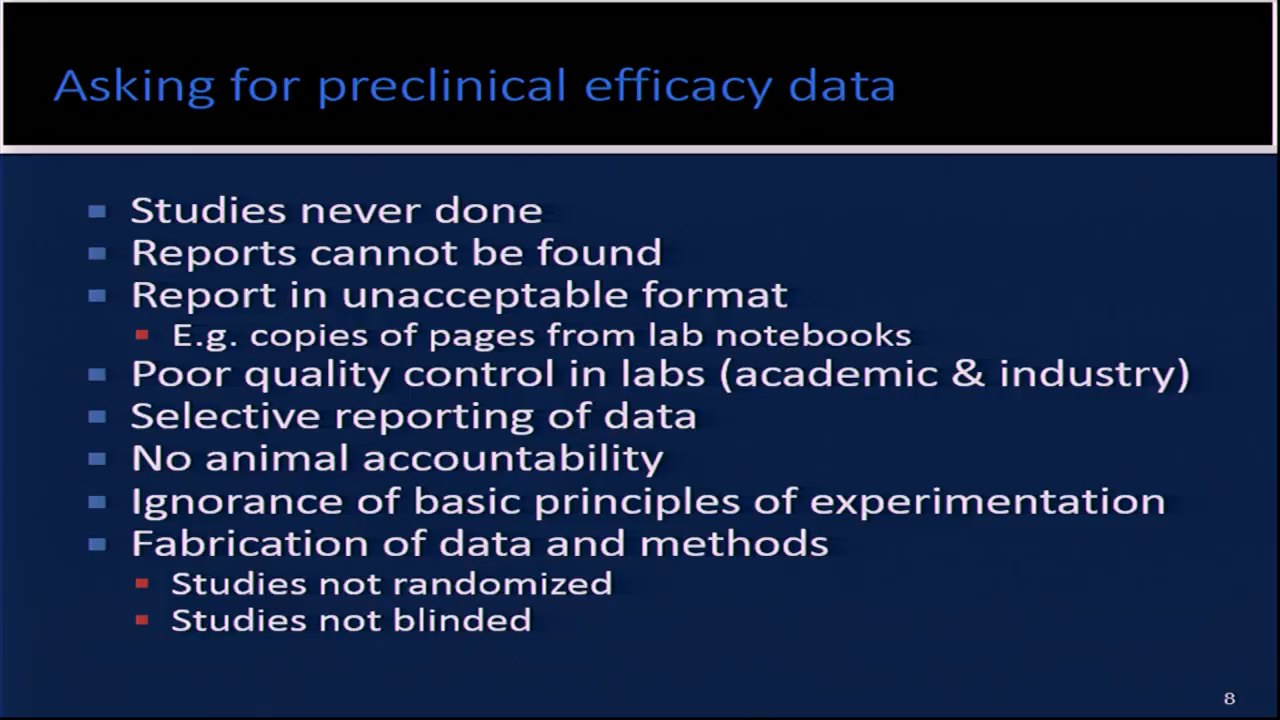 Asking for preclinical efficacy data
Studies never done
Reports cannot be found
Report in unacceptable format
E.g. copies of pages from lab notebooks
Poor quality control in labs (academic & industry)
Selective reporting of data
No animal accountability
Ignorance of basic principles of experimentation
Fabrication of data and methods
Studies not randomized
Studies not blinded
8